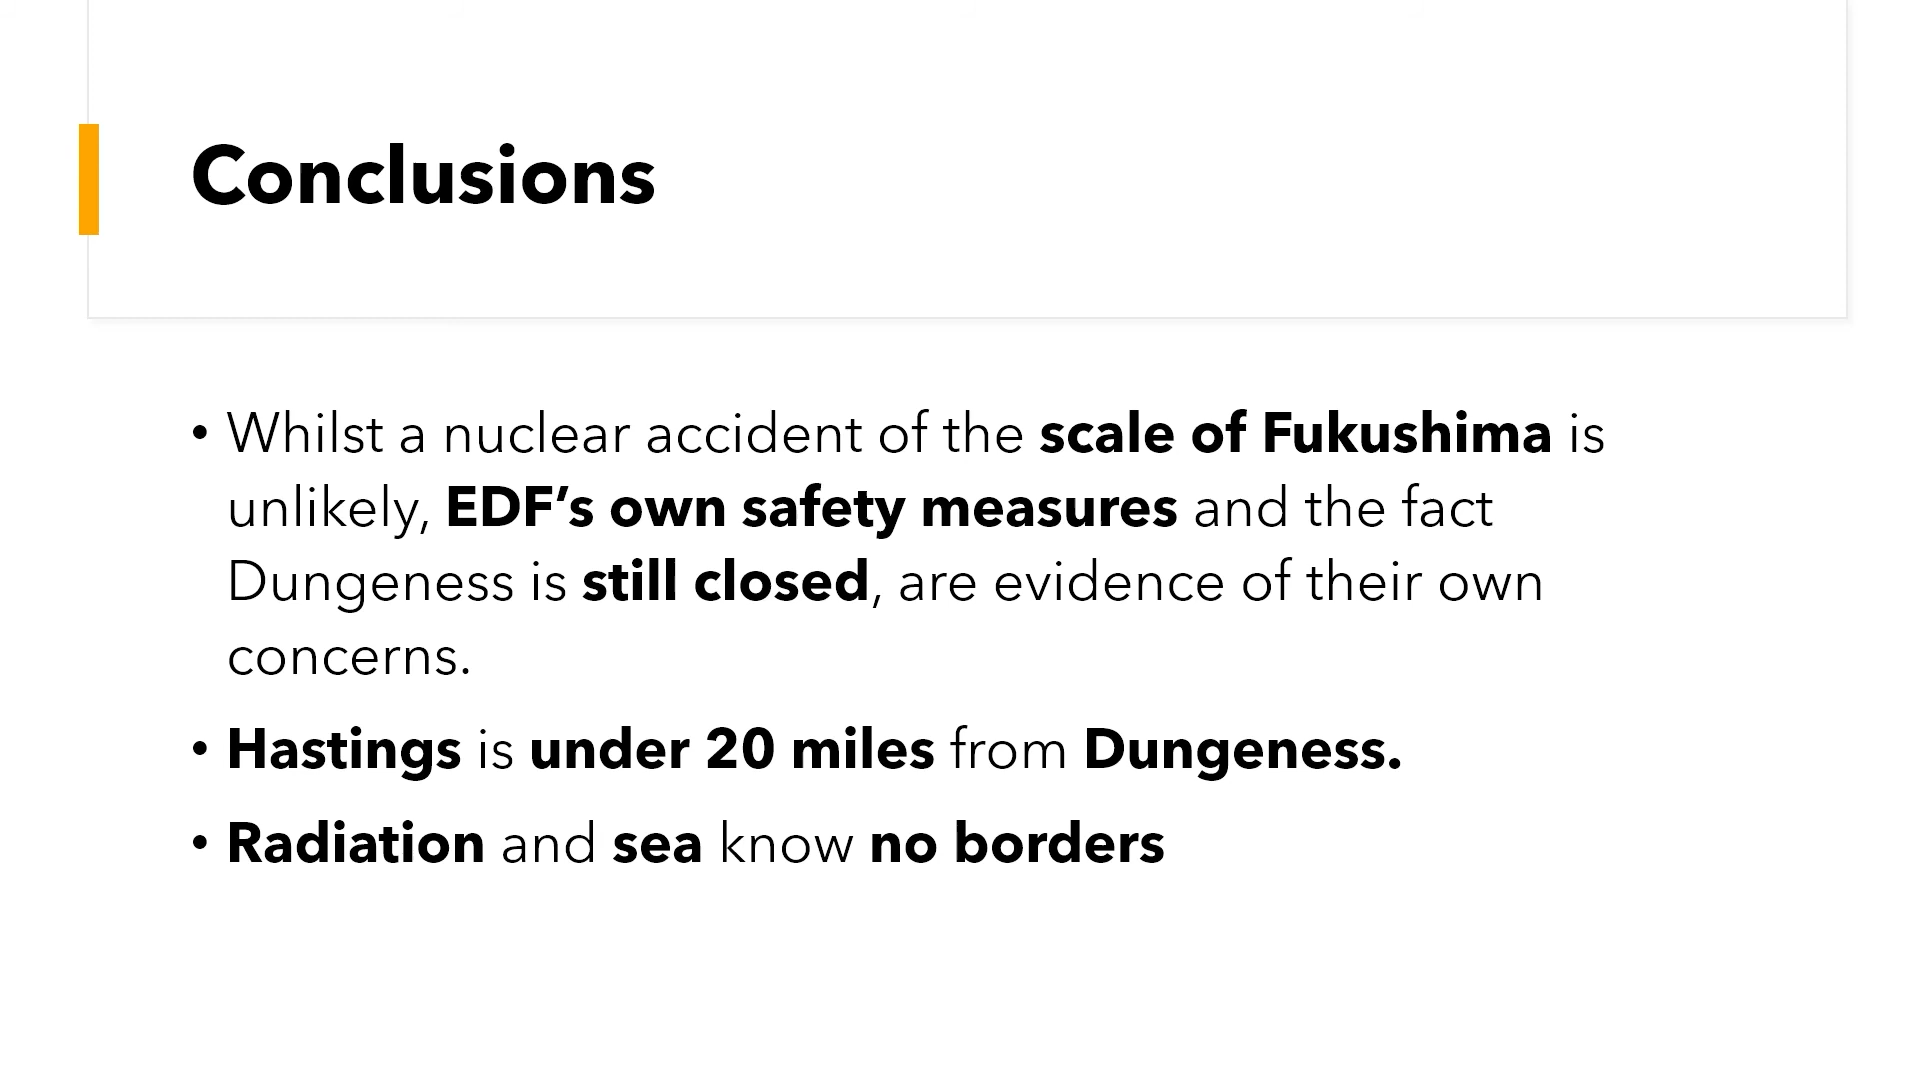 Conclusions
• Whilst a nuclear accident of the scale of Fukushima is
unlikely, EDF’s own safety measures and the fact
Dungeness is still closed, are evidence of their own
concerns.
• Hastings is under 20 miles from Dungeness.
• Radiation and sea know no borders